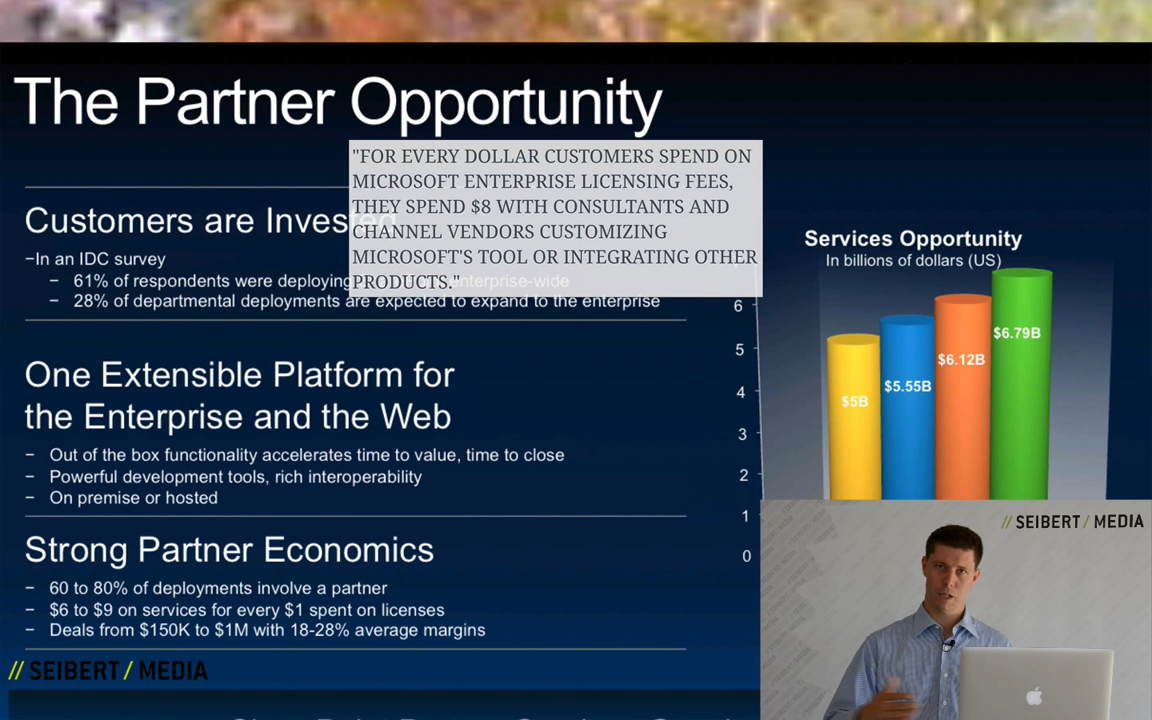 The Partner Opportunity
"FOR EVERY DOLLAR CUSTOMERS SPEND ON
MICROSOFT ENTERPRISE LICENSING FEES,
THEY SPEND $8 WITH CONSULTANTS AND
CHANNEL VENDORS CUSTOMIZING
MICROSOFT'S TOOL OR INTEGRATING OTHER
PRODUCTS."
Customers are Invested
−In an IDC survey
− 61% of respondents were deploying enterprise-wide
− 28% of departmental deployments are expected to expand to the enterprise
One Extensible Platform for
the Enterprise and the Web
− Out of the box functionality accelerates time to value, time to close
− Powerful development tools, rich interoperability
− On premise or hosted
Strong Partner Economics
− 60 to 80% of deployments involve a partner
− $6 to $9 on services for every $1 spent on licenses
− Deals from $150K to $1M with 18-28% average margins
// SEIBERT / MEDIA
Services Opportunity
In billions of dollars (US)
6
5
4
3
2
1
0
$5B
$5.55B
$6.12B
$6.79B
// SEIBERT / MEDIA